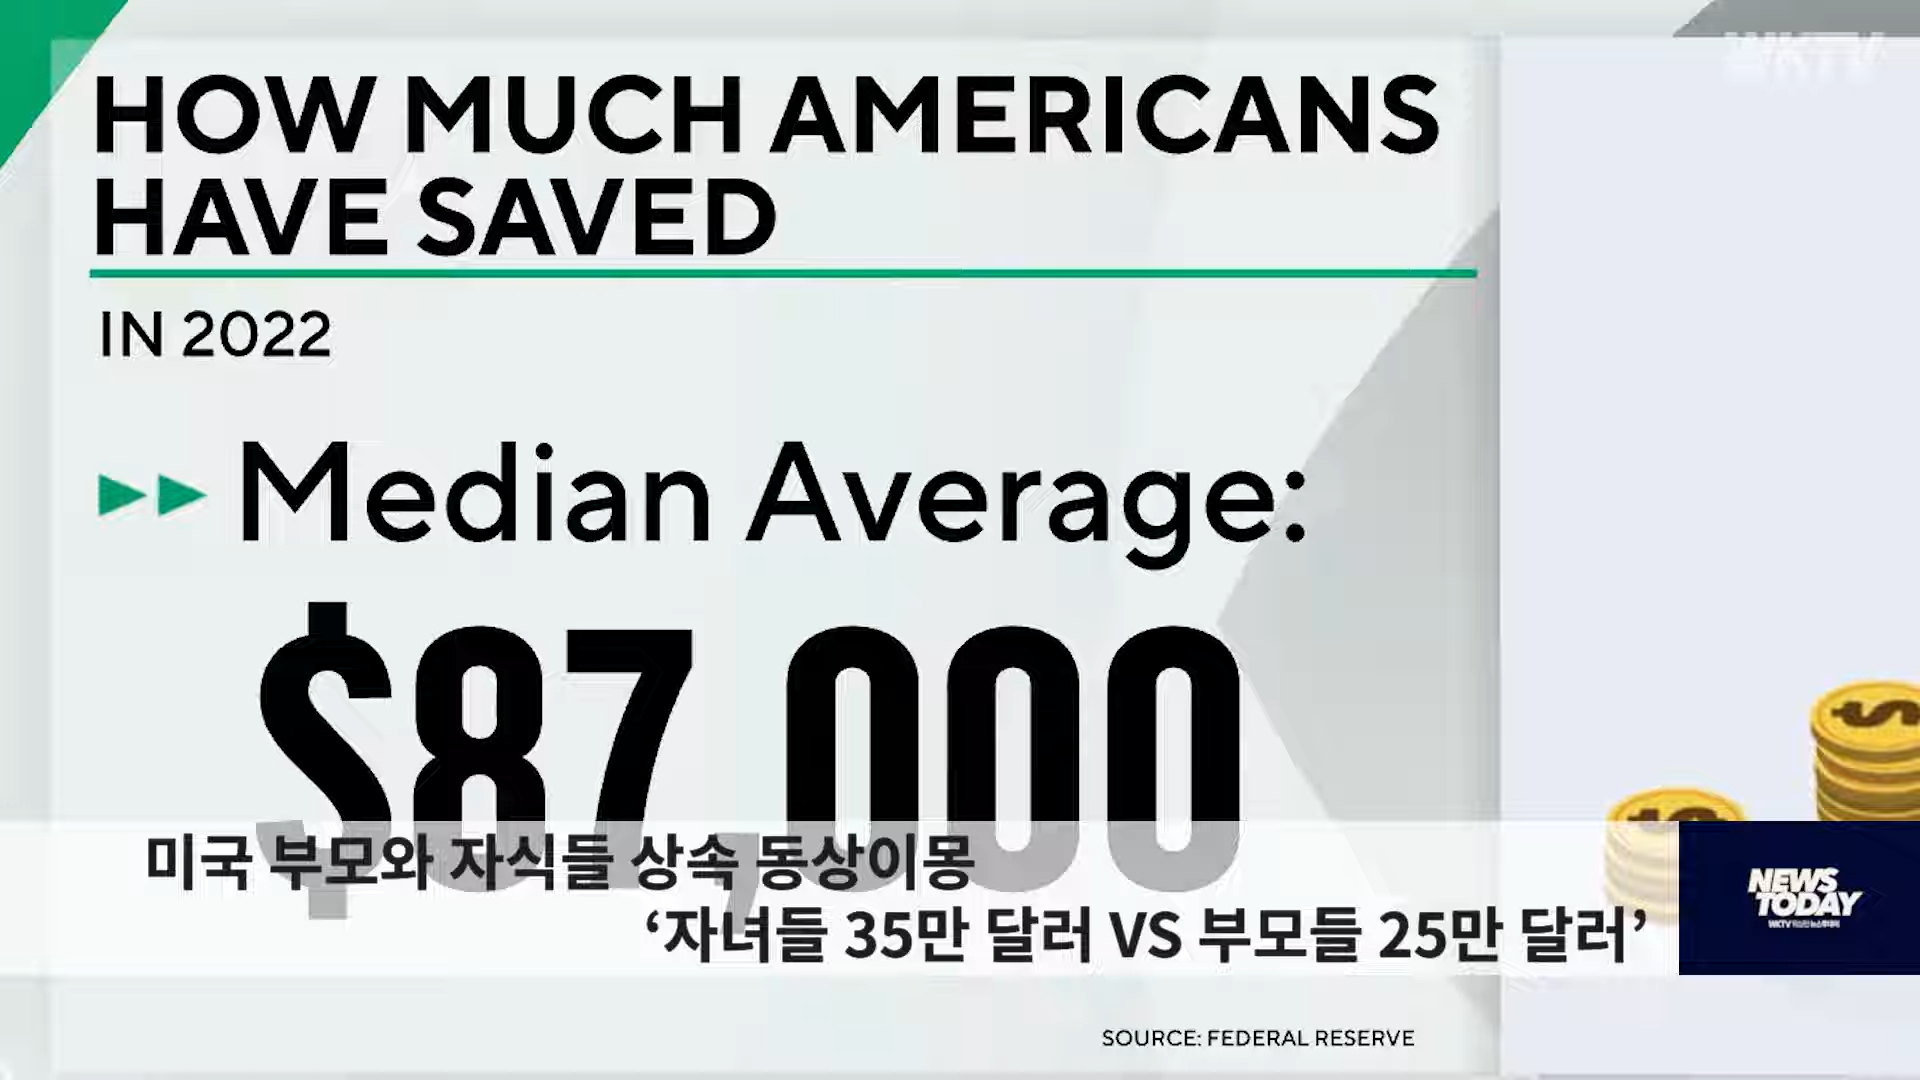 WKTV
HOW MUCH AMERICANS
HAVE SAVED
IN 2022
Median Average:
$87,000
미국 부모와 자식들 상속 동상이몽
‘자녀들 35만 달러 VS 부모들 25만 달러’
NEWS
TODAY
SOURCE: FEDERAL RESERVE